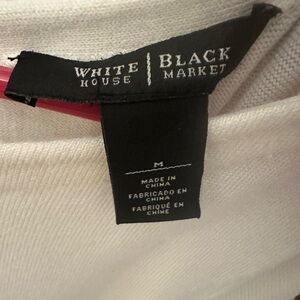 WHITE HOUSE | BLACK MARKET
M
MADE IN
CHINA
FABRICADO EN
CHINA
FABRIQUÉ EN
CHINE